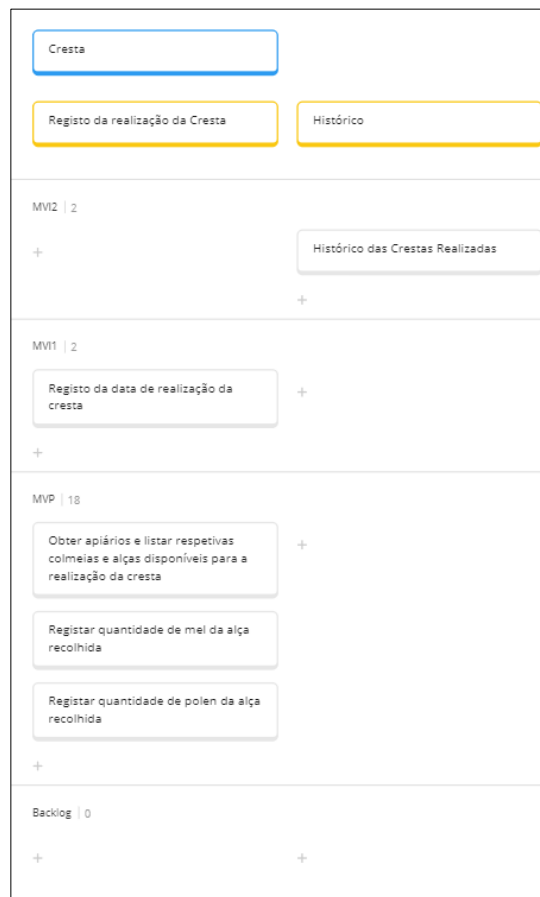 Cresta
Registo da realização da Cresta
Histórico
MVI2 | 2
+
Histórico das Crestas Realizadas
+
MVI1 | 2
Registo da data de realização da
cresta
+
+
MVP | 18
Obter apiários e listar respetivas
colmeias e alças disponíveis para a
realização da cresta
+
Registar quantidade de mel da alça
recolhida
Registar quantidade de polen da alça
recolhida
+
Backlog | 0
+
+